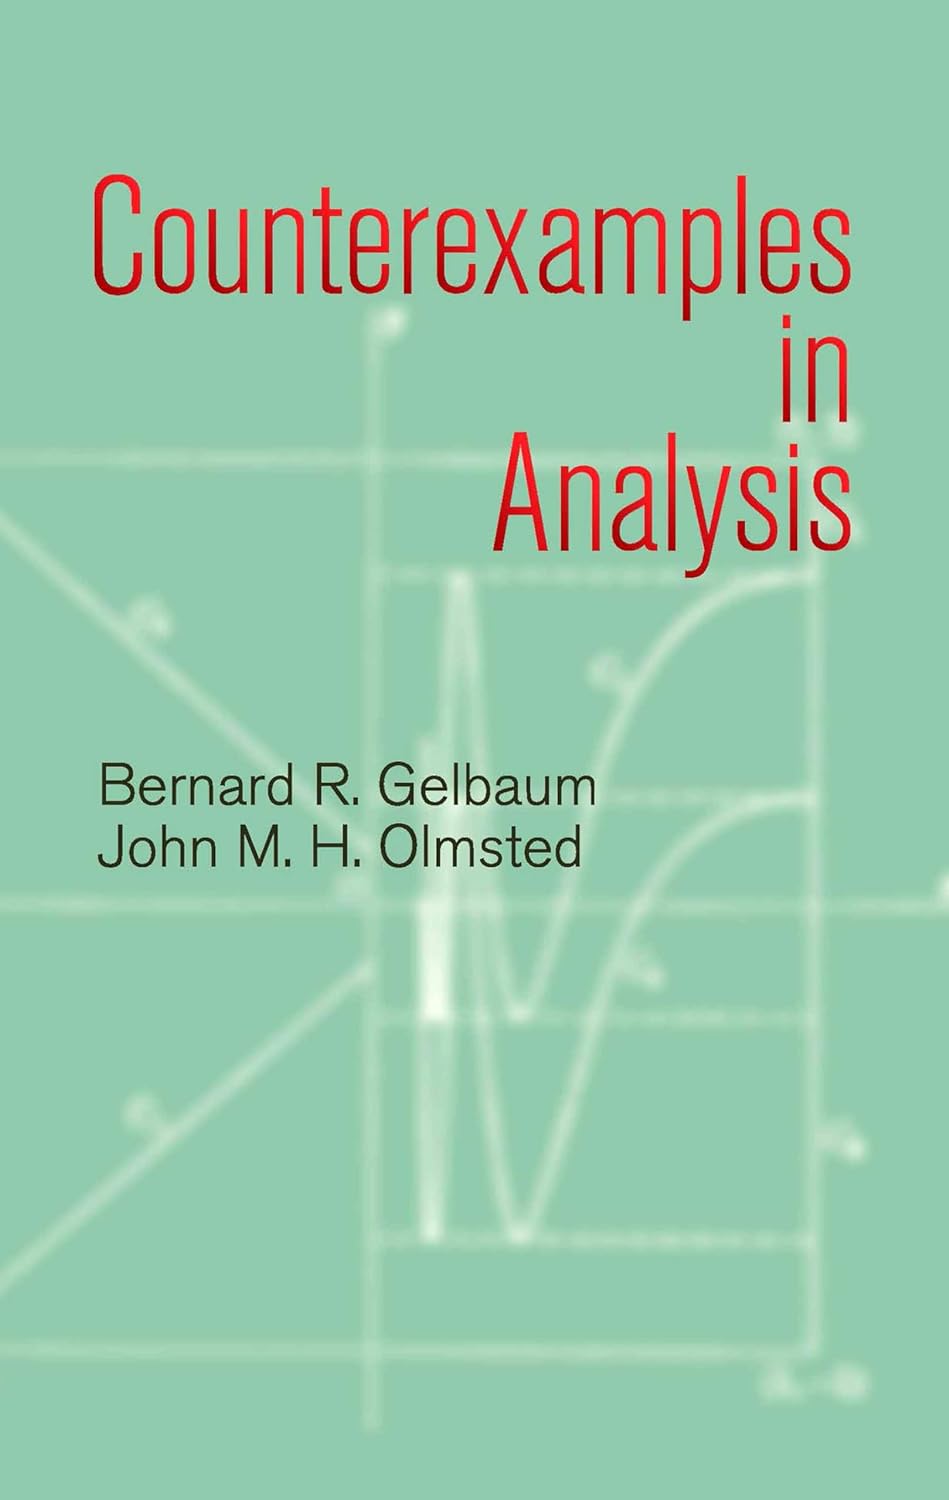 Counterexamples
in
Analysis
Bernard R. Gelbaum
John M. H. Olmsted